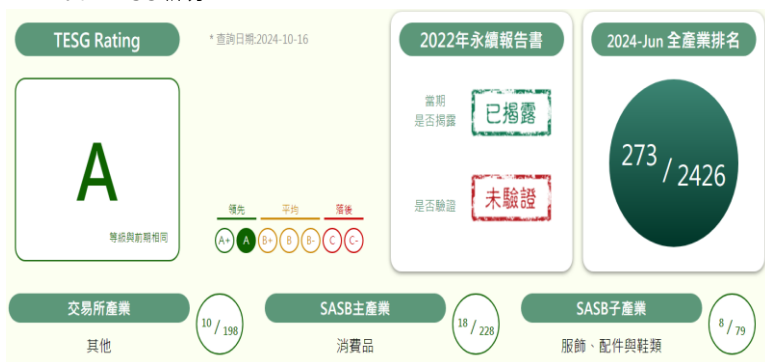 TESG Rating
* 查詢日期:2024-10-16
2022年永續報告書
2024-Jun 全產業排名
當期
是否揭露
已揭露
A
273 / 2426
是否驗證
未驗證
等級與前期相同
領先 平均 落後
A+ A B+ B B- C C-
交易所產業
10 / 198
SASB主產業
18 / 228
SASB子產業
8 / 79
其他
消費品
服飾、配件與鞋類